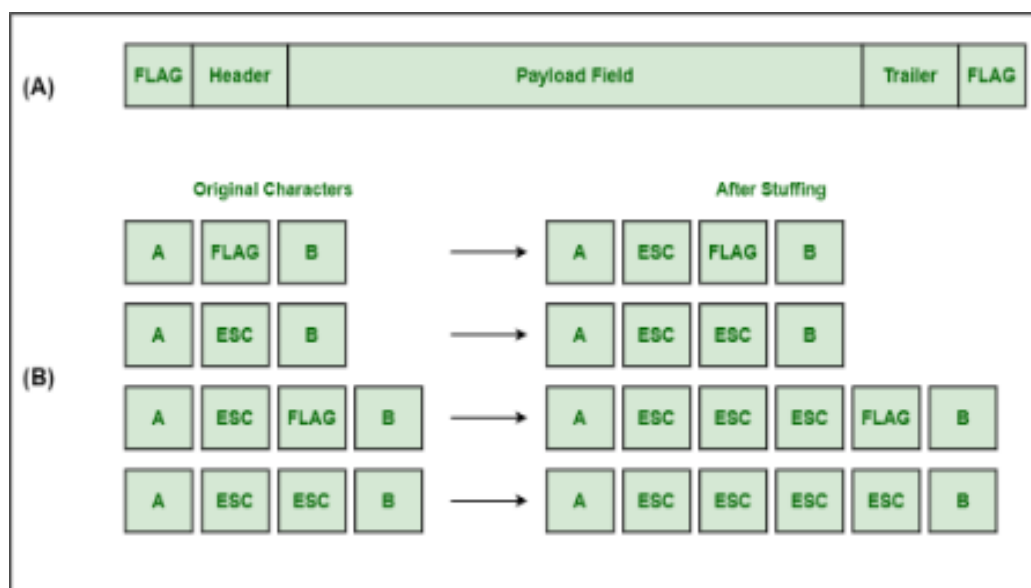 (A) FLAG Header Payload Field Trailer FLAG
Original Characters After Stuffing
A FLAG B A ESC FLAG B
A ESC B A ESC ESC B
(B)
A ESC FLAG B A ESC ESC ESC FLAG B
A ESC ESC B A ESC ESC ESC ESC B